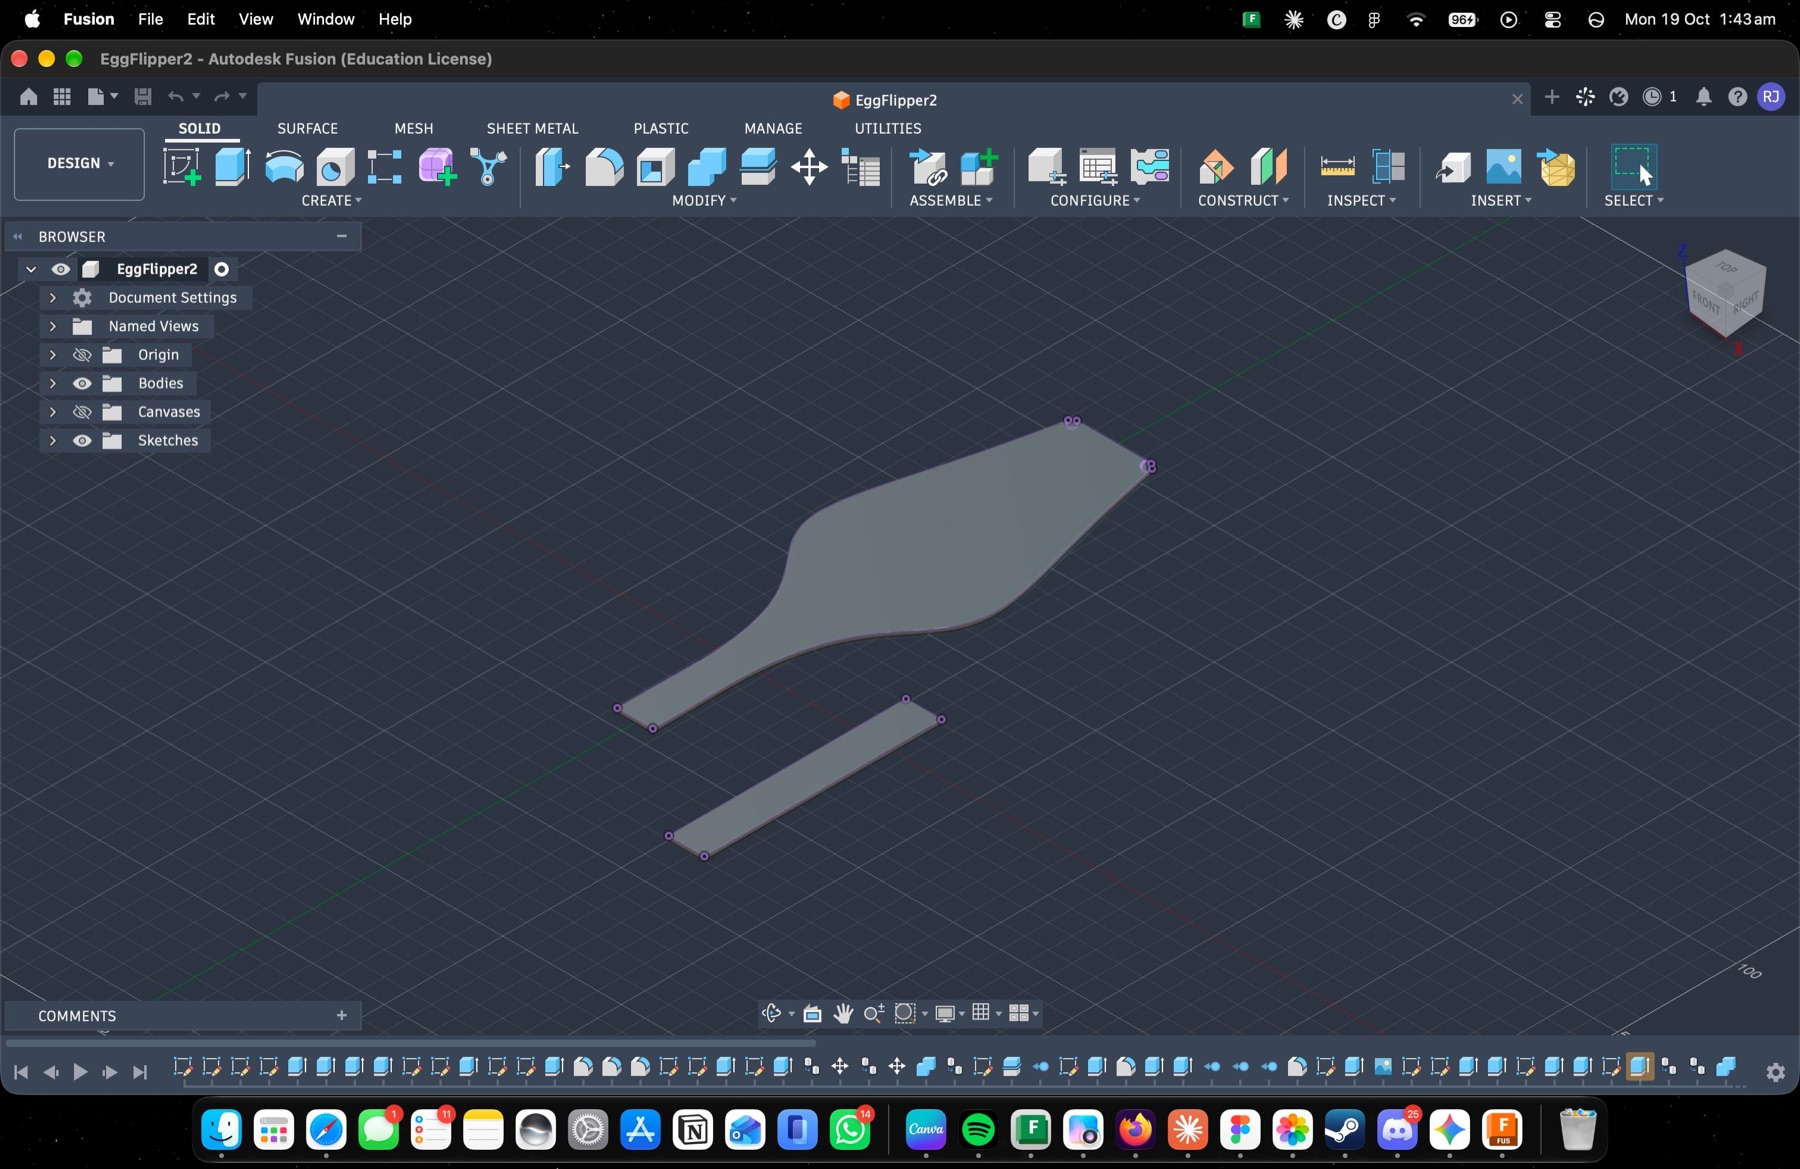 Fusion File Edit View Window Help
96
Mon 19 Oct 1:43 am
EggFlipper2 - Autodesk Fusion (Education License)
EggFlipper2
1
RJ
SOLID SURFACE MESH SHEET METAL PLASTIC MANAGE UTILITIES
DESIGN
CREATE MODIFY ASSEMBLE CONFIGURE CONSTRUCT INSPECT INSERT SELECT
BROWSER
EggFlipper2
Document Settings
Named Views
Origin
Bodies
Canvases
Sketches
Z
TOP
FRONT RIGHT
X
100
COMMENTS
1
11
14
Canva
F
25
F
FUS